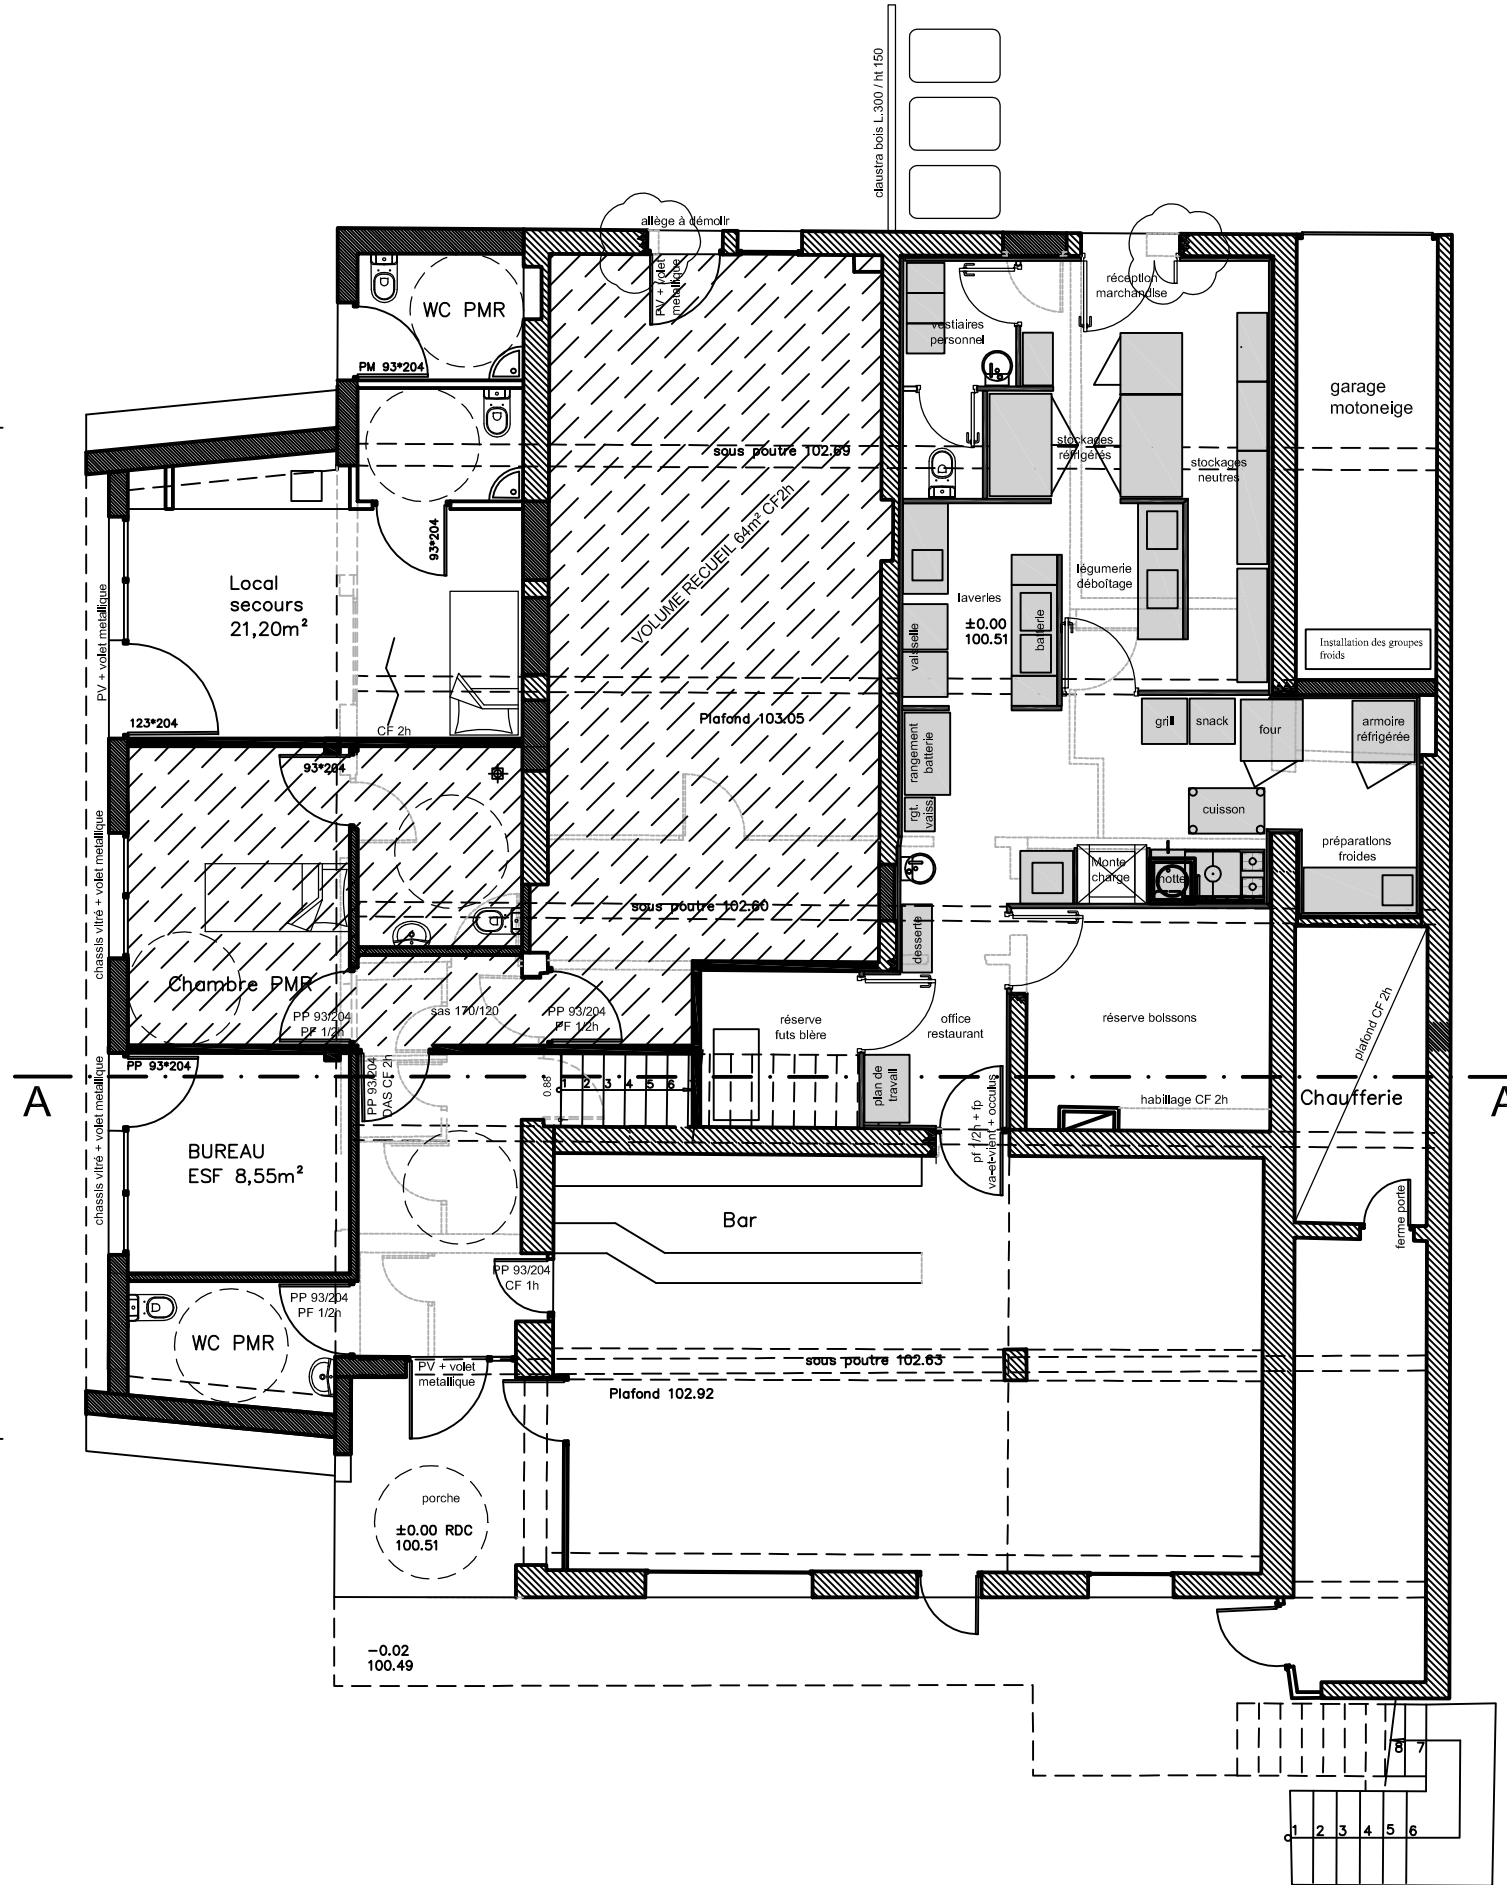 claustra bois L.300 / ht 150
allège à démolir
PV + volet
metallique
WC PMR
PM 93*204
vestiaires
personnel
réception
marchandise
garage
motoneige
sous poutre 102.69
stockages
réfrigérés
stockages
neutres
VOLUME RECUEIL 64m² CF2h
93*204
Local
secours
21,20m²
PV + volet metallique
123*204
CF 2h
laveries
±0.00
100.51
vaisselle
batterie
légumerie
déboîtage
Installation des groupes
froids
Plafond 103.05
rangement
batterie
rgt.
vaiss.
grill
snack
four
armoire
réfrigérée
cuisson
préparations
froides
93*204
chassis vitré + volet metallique
sous poutre 102.60
Monte
charge
hotte
desserte
Chambre PMR
PP 93/204
PF 1/2h
sas 170/120
PP 93/204
PF 1/2h
réserve
futs bière
office
restaurant
réserve boissons
plafond CF 2h
PP 93*204
PP 93/204
DAS CF 2h
0.88
1 2 3 4 5 6
plan de
travail
pf 1/2h + fp
va-et-vient + occulus
habillage CF 2h
Chaufferie
A
A
chassis vitré + volet metallique
BUREAU
ESF 8,55m²
Bar
ferme porte
PP 93/204
CF 1h
PP 93/204
PF 1/2h
WC PMR
PV + volet
metallique
sous poutre 102.63
Plafond 102.92
porche
±0.00 RDC
100.51
-0.02
100.49
8 7
1 2 3 4 5 6